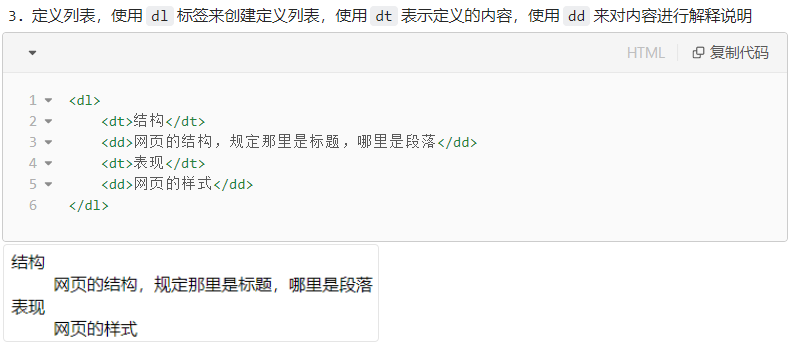 3. 定义列表，使用 dl 标签来创建定义列表，使用 dt 表示定义的内容，使用 dd 来对内容进行解释说明
HTML 复制代码
1 <dl>
2 <dt>结构</dt>
3 <dd>网页的结构，规定那里是标题，哪里是段落</dd>
4 <dt>表现</dt>
5 <dd>网页的样式</dd>
6 </dl>
结构
网页的结构，规定那里是标题，哪里是段落
表现
网页的样式